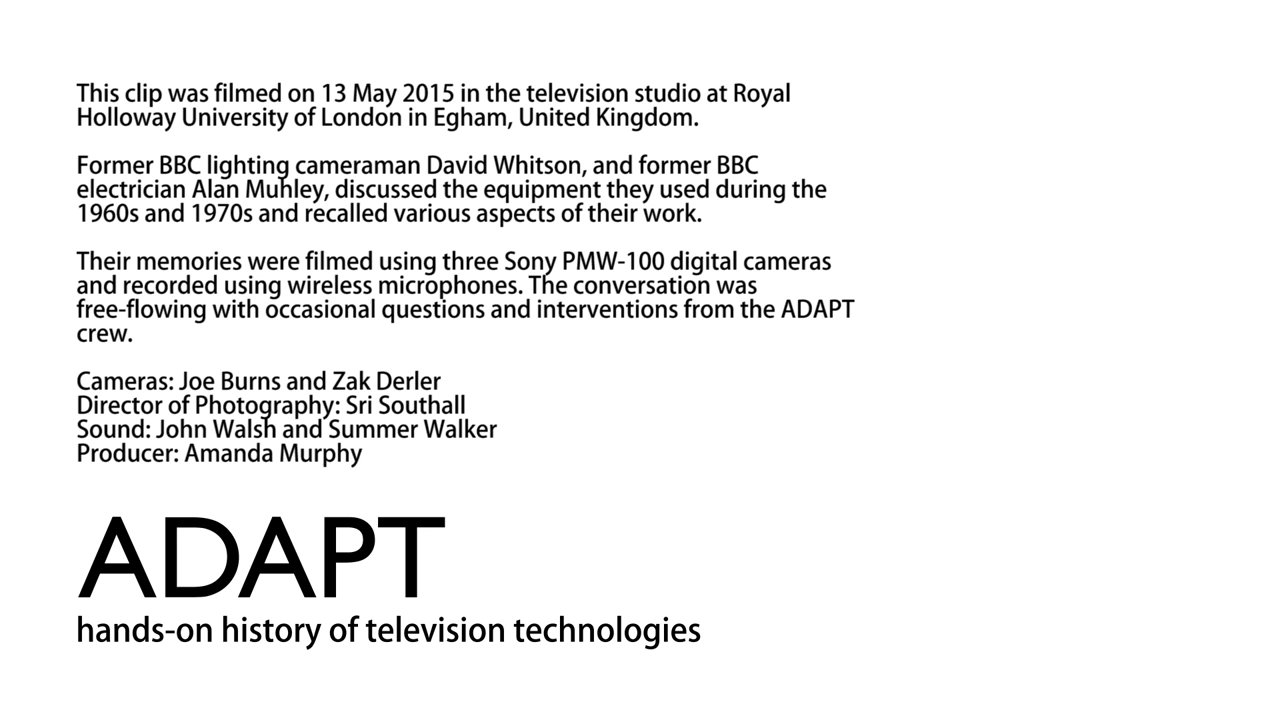 This clip was filmed on 13 May 2015 in the television studio at Royal
Holloway University of London in Egham, United Kingdom.
Former BBC lighting cameraman David Whitson, and former BBC
electrician Alan Muhley, discussed the equipment they used during the
1960s and 1970s and recalled various aspects of their work.
Their memories were filmed using three Sony PMW-100 digital cameras
and recorded using wireless microphones. The conversation was
free-flowing with occasional questions and interventions from the ADAPT
crew.
Cameras: Joe Burns and Zak Derler
Director of Photography: Sri Southall
Sound: John Walsh and Summer Walker
Producer: Amanda Murphy
ADAPT
hands-on history of television technologies